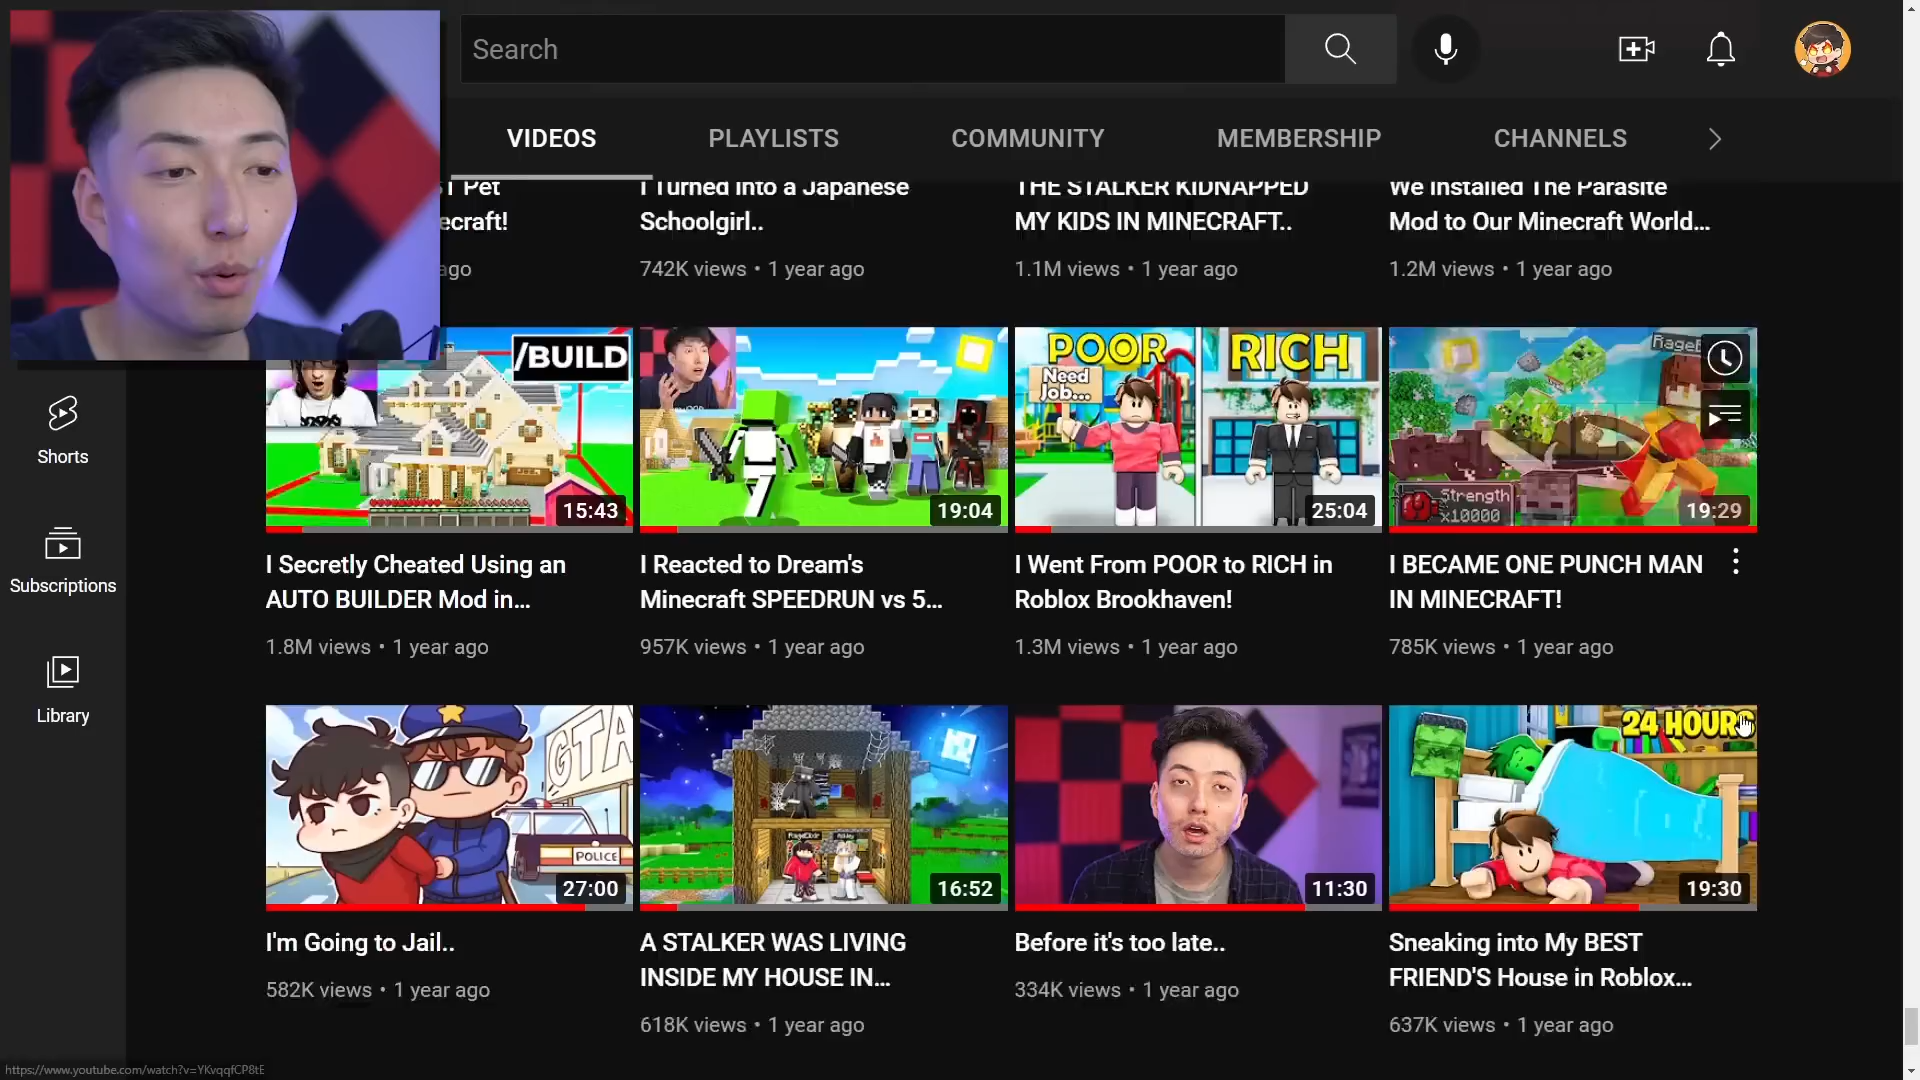 Search
VIDEOS
PLAYLISTS
COMMUNITY
MEMBERSHIP
CHANNELS
Pet
ecraft!
ago
I Turned into a Japanese
Schoolgirl..
742K views • 1 year ago
THE STALKER KIDNAPPED
MY KIDS IN MINECRAFT..
1.1M views • 1 year ago
We Installed The Parasite
Mod to Our Minecraft World...
1.2M views • 1 year ago
Shorts
Subscriptions
Library
/BUILD
15:43
I Secretly Cheated Using an
AUTO BUILDER Mod in...
1.8M views • 1 year ago
19:04
I Reacted to Dream's
Minecraft SPEEDRUN vs 5...
957K views • 1 year ago
POOR
Need
Job...
RICH
25:04
I Went From POOR to RICH in
Roblox Brookhaven!
1.3M views • 1 year ago
RageE
Strength
x10000
19:29
I BECAME ONE PUNCH MAN
IN MINECRAFT!
785K views • 1 year ago
GTA
POLICE
27:00
I'm Going to Jail..
582K views • 1 year ago
16:52
A STALKER WAS LIVING
INSIDE MY HOUSE IN...
618K views • 1 year ago
11:30
Before it's too late..
334K views • 1 year ago
24 HOURS
19:30
Sneaking into My BEST
FRIEND'S House in Roblox...
637K views • 1 year ago
https://www.youtube.com/watch?v=YKvqqfCP8tE